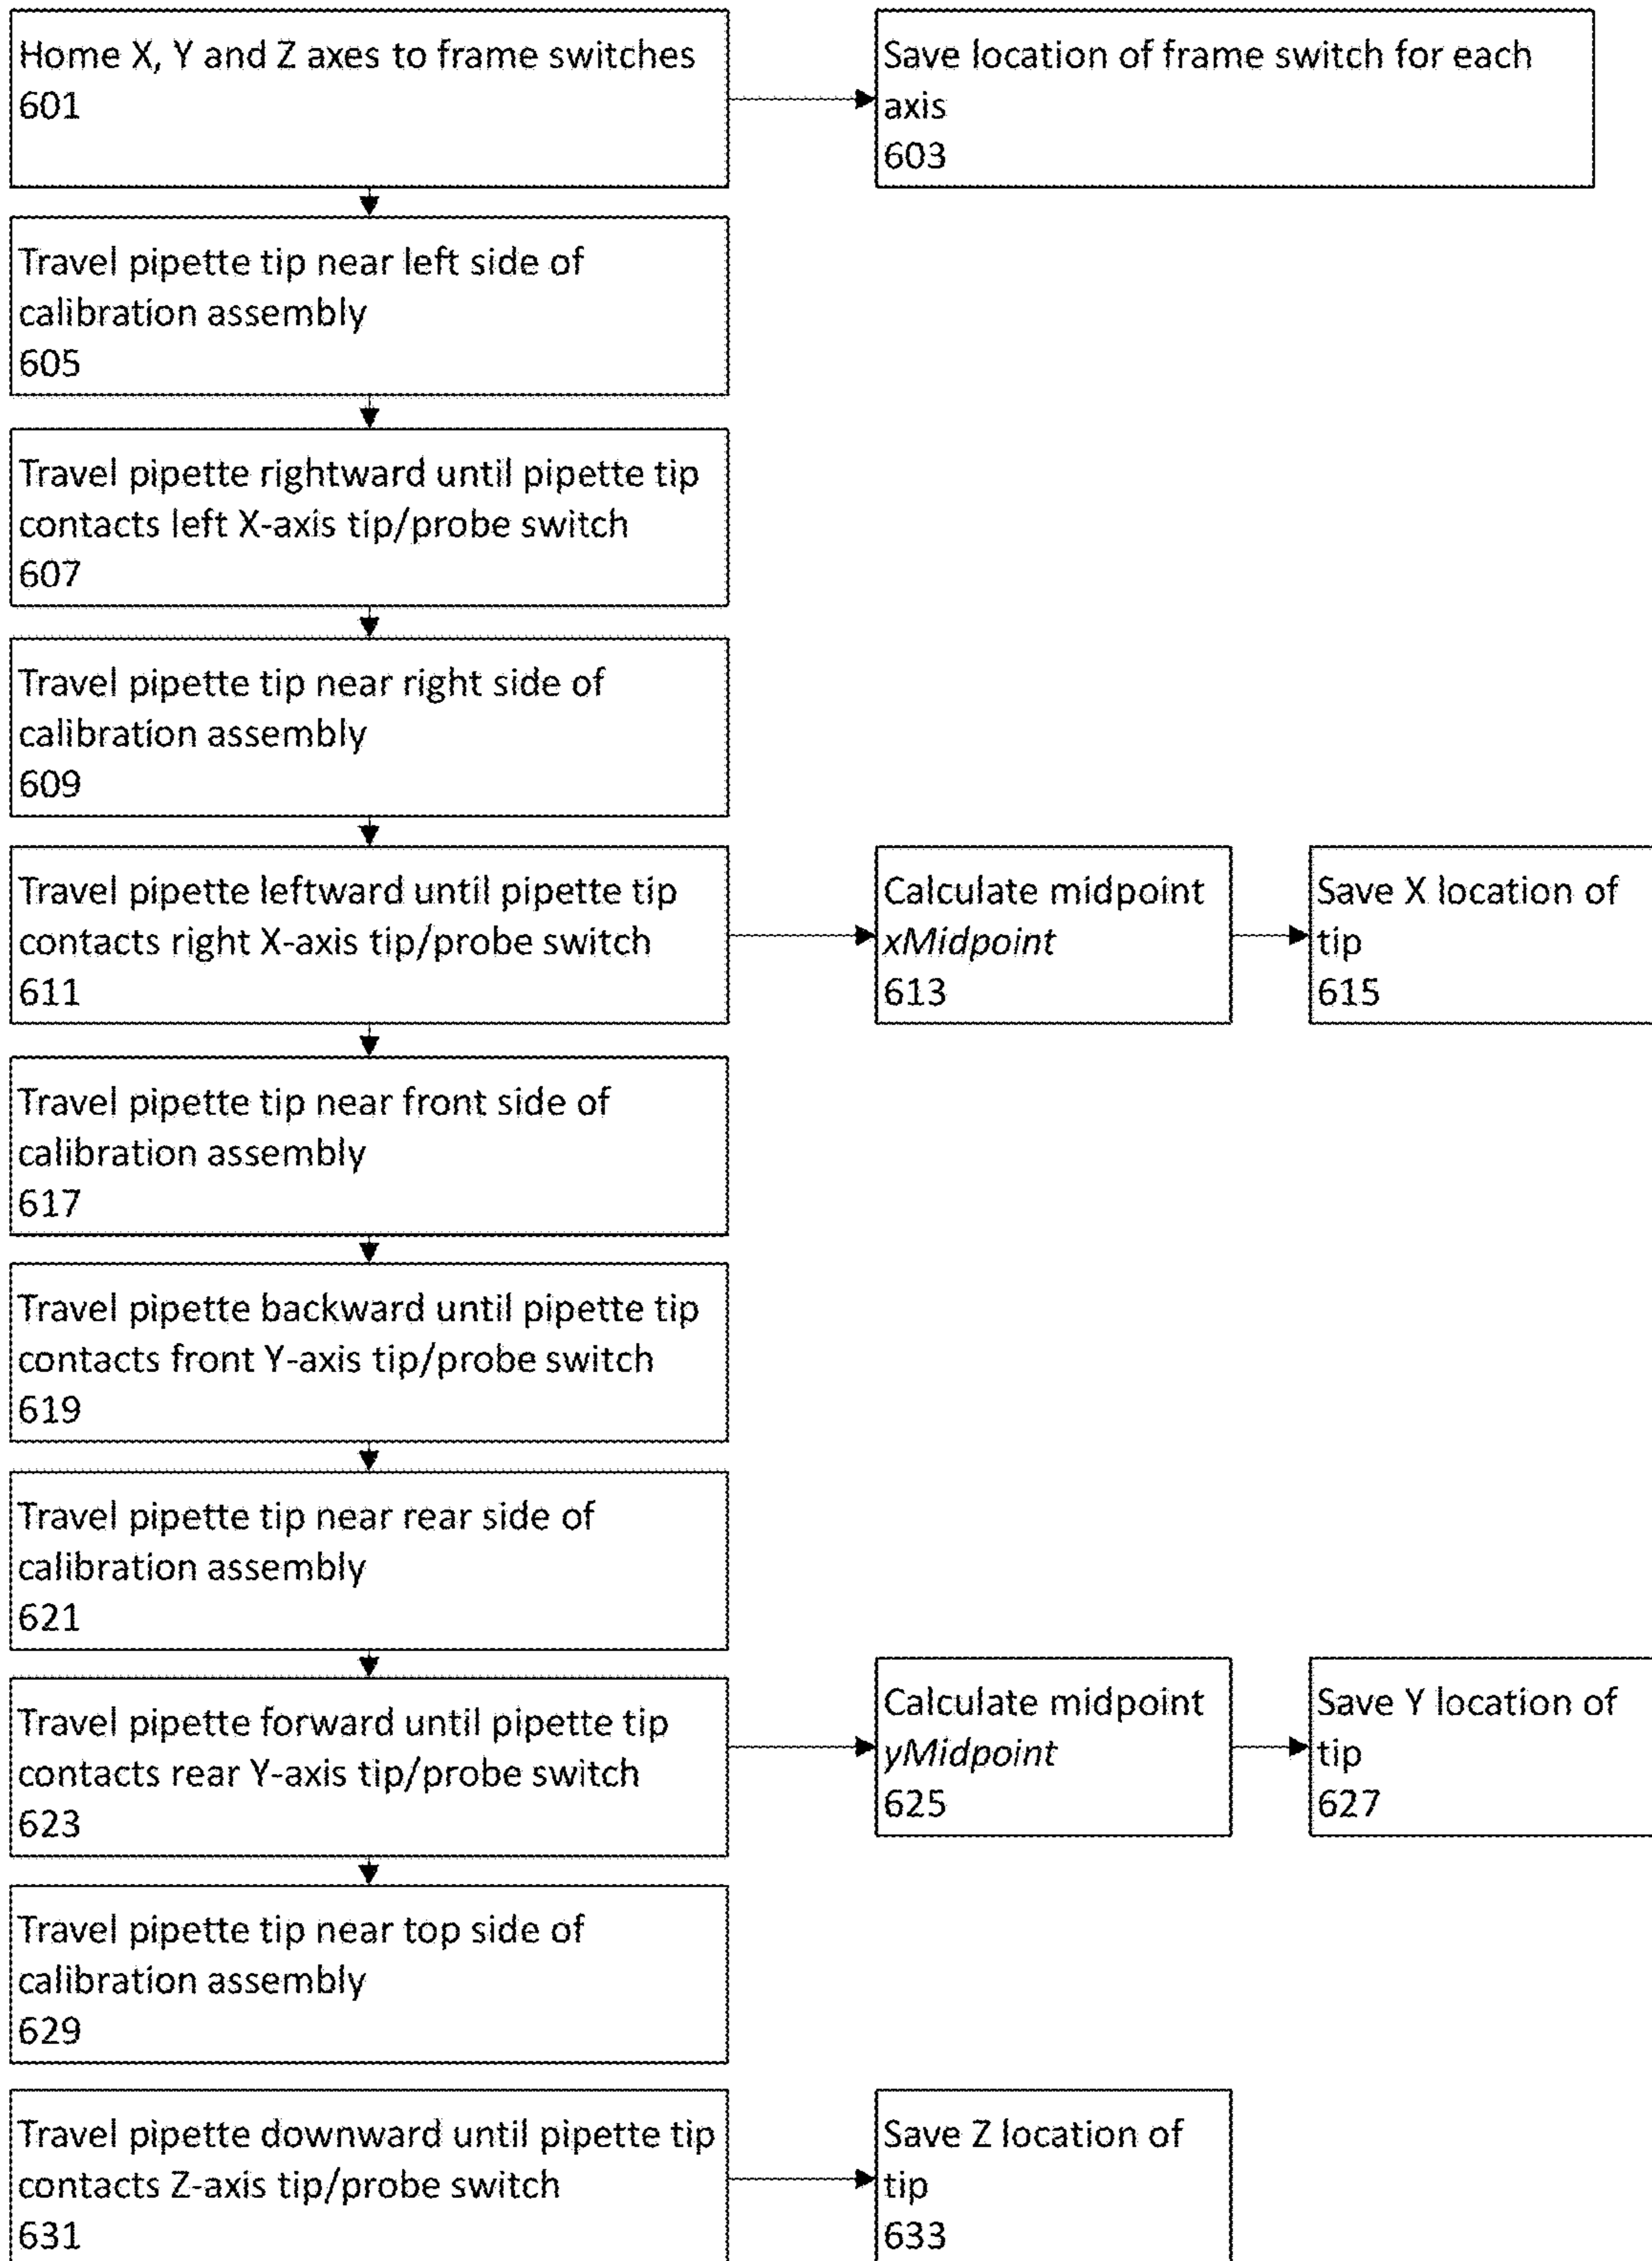 Home X, Y and Z axes to frame switches
601
Save location of frame switch for each
axis
603
Travel pipette tip near left side of
calibration assembly
605
Travel pipette rightward until pipette tip
contacts left X-axis tip/probe switch
607
Travel pipette tip near right side of
calibration assembly
609
Travel pipette leftward until pipette tip
contacts right X-axis tip/probe switch
611
Calculate midpoint
xMidpoint
613
Save X location of
tip
615
Travel pipette tip near front side of
calibration assembly
617
Travel pipette backward until pipette tip
contacts front Y-axis tip/probe switch
619
Travel pipette tip near rear side of
calibration assembly
621
Travel pipette forward until pipette tip
contacts rear Y-axis tip/probe switch
623
Calculate midpoint
yMidpoint
625
Save Y location of
tip
627
Travel pipette tip near top side of
calibration assembly
629
Travel pipette downward until pipette tip
contacts Z-axis tip/probe switch
631
Save Z location of
tip
633